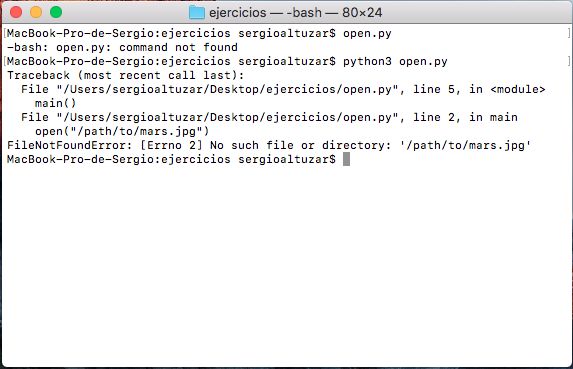 ejercicios — -bash — 80×24
[MacBook-Pro-de-Sergio:ejercicios sergioaltuzar$ open.py ]
-bash: open.py: command not found
[MacBook-Pro-de-Sergio:ejercicios sergioaltuzar$ python3 open.py ]
Traceback (most recent call last):
  File "/Users/sergioaltuzar/Desktop/ejercicios/open.py", line 5, in <module>
    main()
  File "/Users/sergioaltuzar/Desktop/ejercicios/open.py", line 2, in main
    open("/path/to/mars.jpg")
FileNotFoundError: [Errno 2] No such file or directory: '/path/to/mars.jpg'
MacBook-Pro-de-Sergio:ejercicios sergioaltuzar$